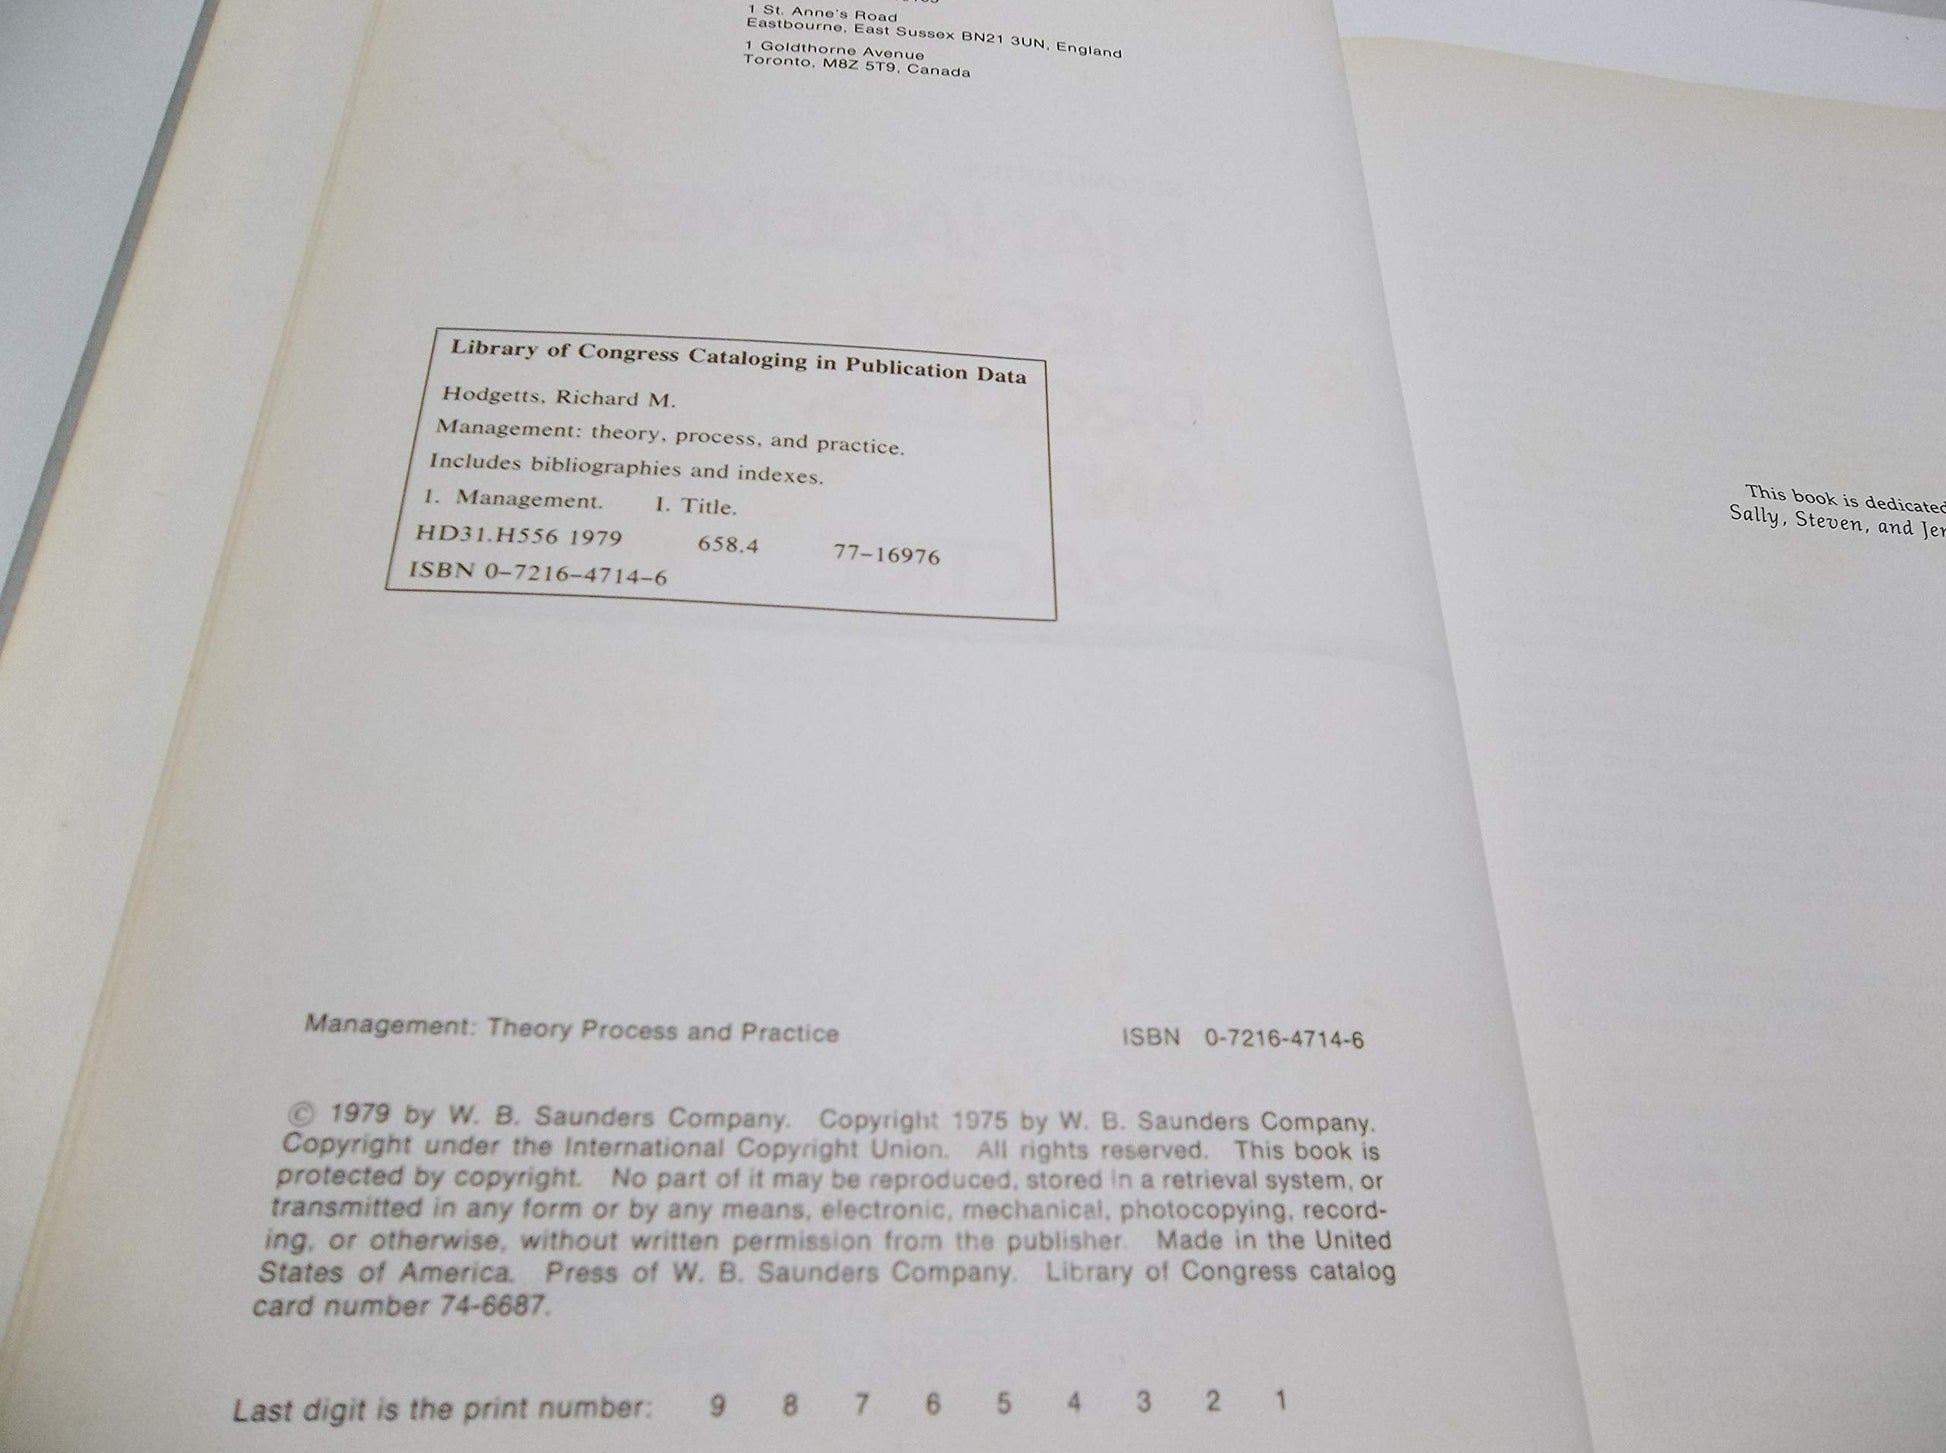 1 St. Anne's Road
Eastbourne, East Sussex BN21 3UN, England
1 Goldthorne Avenue
Toronto, M8Z 5T9, Canada
Library of Congress Cataloging in Publication Data
Hodgetts, Richard M.
Management: theory, process, and practice.
Includes bibliographies and indexes.
1. Management. I. Title.
HD31.H556 1979 658.4 77–16976
ISBN 0–7216–4714–6
Management: Theory Process and Practice ISBN 0-7216-4714-6
© 1979 by W. B. Saunders Company. Copyright 1975 by W. B. Saunders Company.
Copyright under the International Copyright Union. All rights reserved. This book is
protected by copyright. No part of it may be reproduced, stored in a retrieval system, or
transmitted in any form or by any means, electronic, mechanical, photocopying, record-
ing, or otherwise, without written permission from the publisher. Made in the United
States of America. Press of W. B. Saunders Company. Library of Congress catalog
card number 74-6687.
Last digit is the print number: 9 8 7 6 5 4 3 2 1
This book is dedicated
Sally, Steven, and Jen